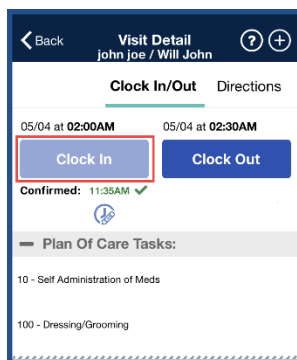 Back
Visit Detail
john joe / Will John
?
Clock In/Out Directions
05/04 at 02:00AM 05/04 at 02:30AM
Clock In Clock Out
Confirmed: 11:35AM
Plan Of Care Tasks:
10 - Self Administration of Meds
100 - Dressing/Grooming